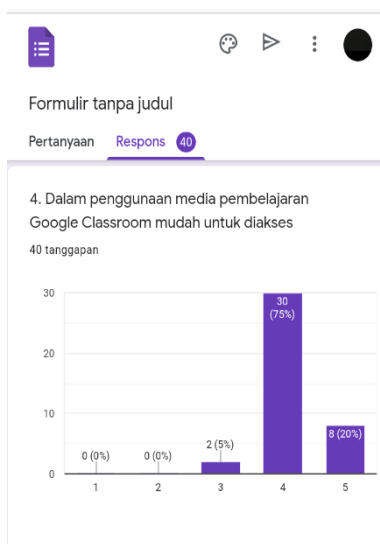 Formulir tanpa judul
Pertanyaan Respons 40
4. Dalam penggunaan media pembelajaran
Google Classroom mudah untuk diakses
40 tanggapan
30
20
10
0
0 (0%)
0 (0%)
2 (5%)
30
(75%)
8 (20%)
1 2 3 4 5